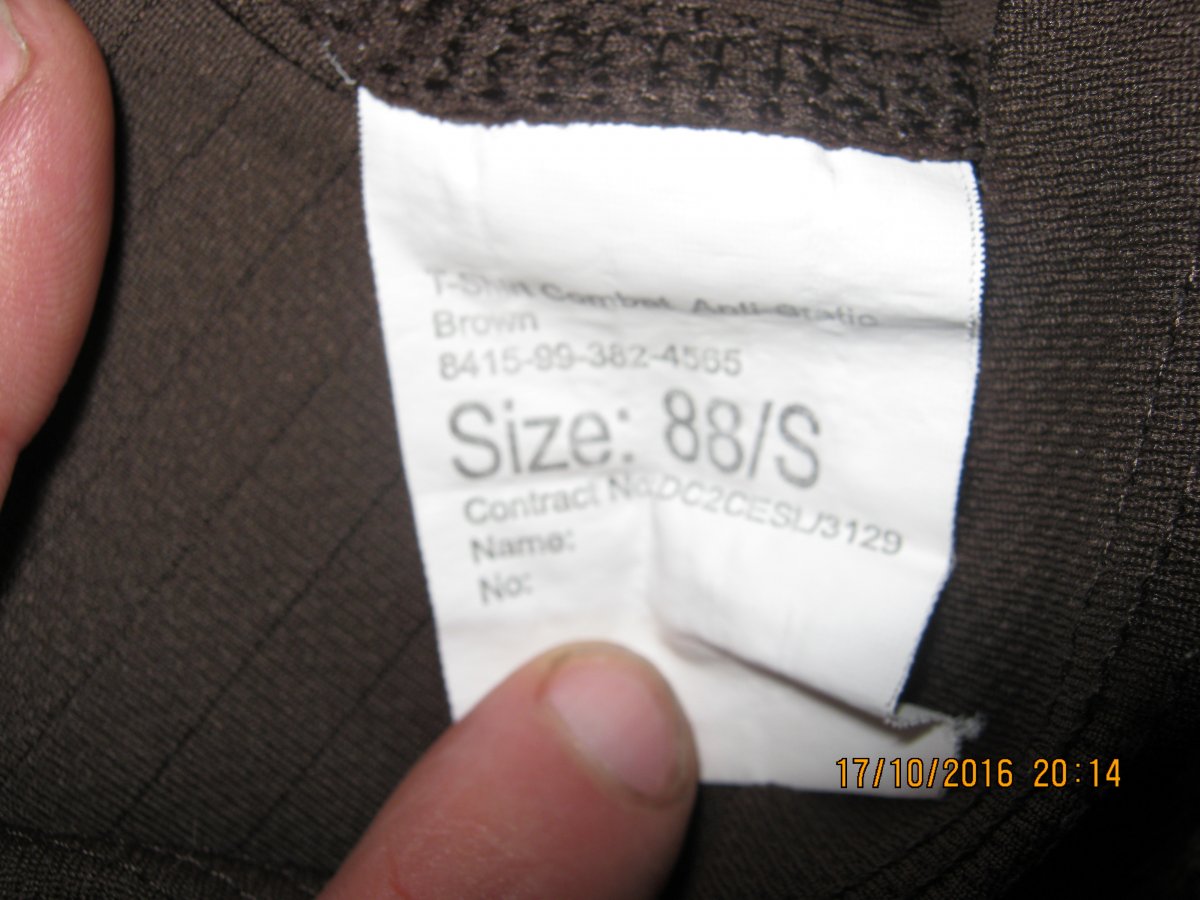 T-Shirt Combat Anti-Static
Brown
8415-99-382-4565
Size: 88/S
Contract No:DC2CESL/3129
Name:
No:
17/10/2016 20:14